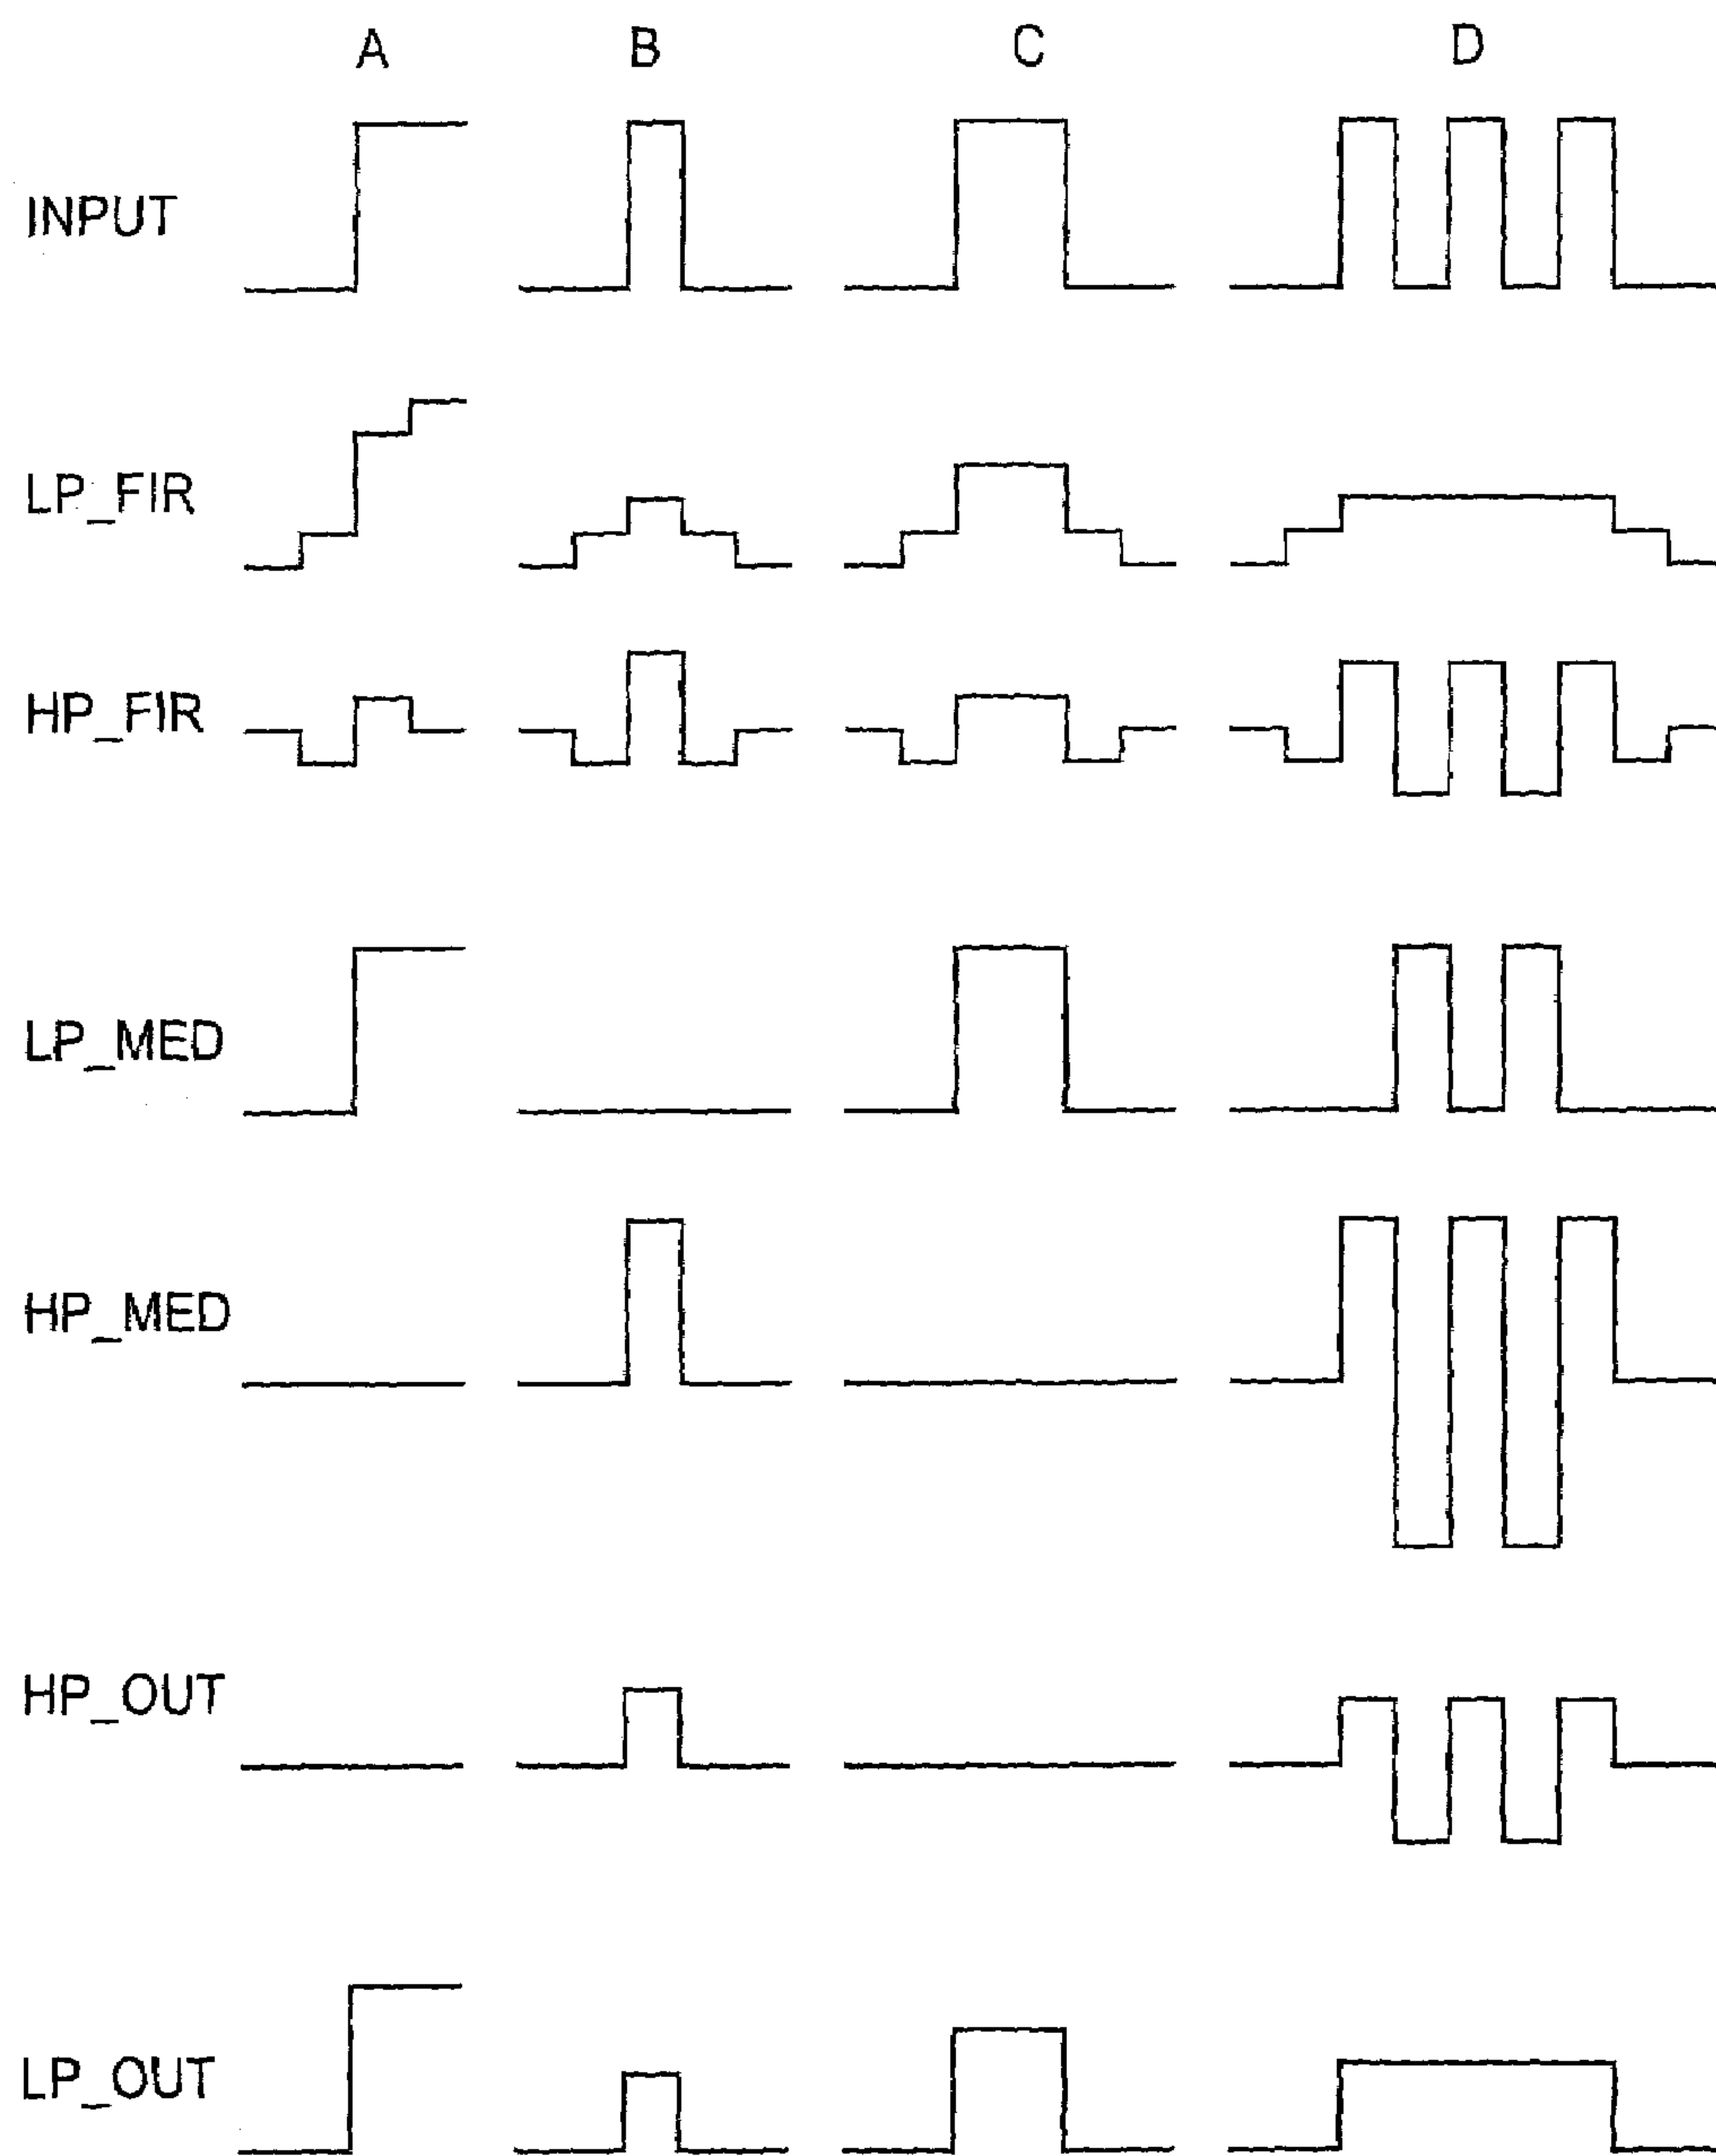 A B C D
INPUT
LP_FIR
HP_FIR
LP_MED
HP_MED
HP_OUT
LP_OUT